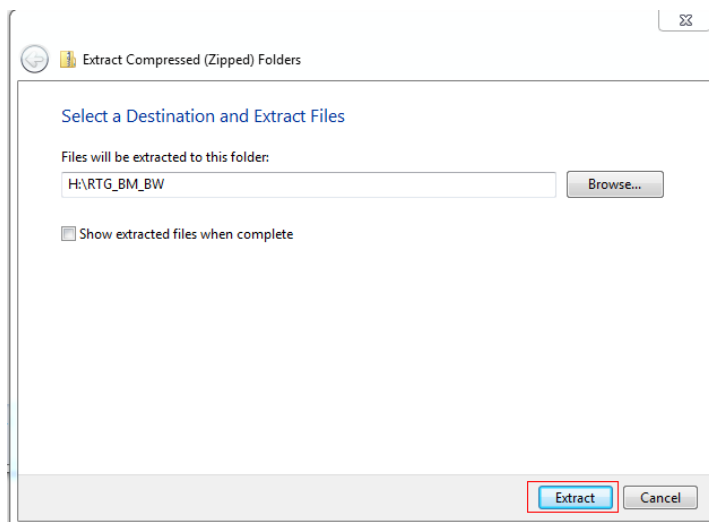 Extract Compressed (Zipped) Folders
Select a Destination and Extract Files
Files will be extracted to this folder:
H:\RTG_BM_BW
Browse...
Show extracted files when complete
Extract
Cancel